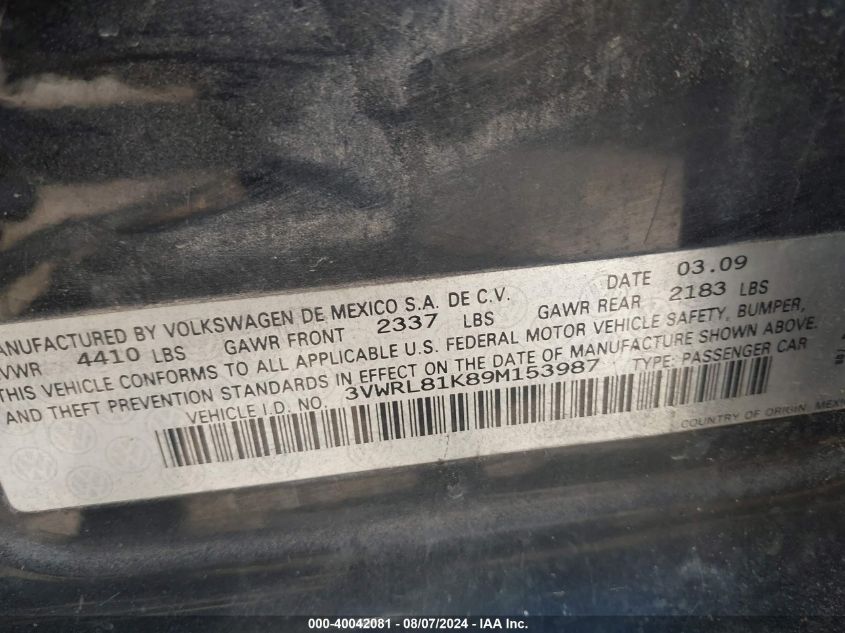 ANUFACTURED BY VOLKSWAGEN DE MEXICO S.A. DE C.V. DATE 03.09
VWR 4410 LBS GAWR FRONT 2337 LBS GAWR REAR 2183 LBS
THIS VEHICLE CONFORMS TO ALL APPLICABLE U.S. FEDERAL MOTOR VEHICLE SAFETY, BUMPER,
AND THEFT PREVENTION STANDARDS IN EFFECT ON THE DATE OF MANUFACTURE SHOWN ABOVE.
VEHICLE I.D. NO. 3VWRL81K89M153987 TYPE: PASSENGER CAR
COUNTRY OF ORIGIN MEXI
000-40042081 - 08/07/2024 - IAA Inc.